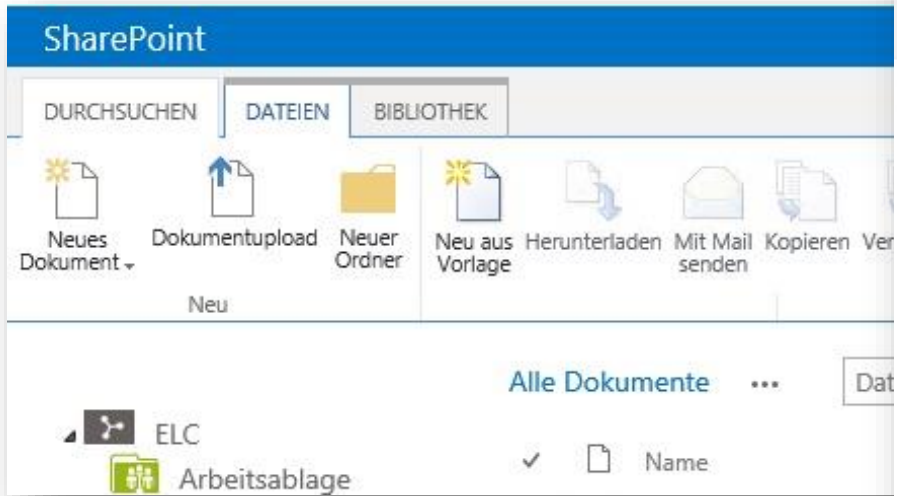 SharePoint
DURCHSUCHEN DATEIEN BIBLIOTHEK
Neues Dokumentupload Neuer Neu aus Herunterladen Mit Mail Kopieren
Dokument Ordner Vorlage senden
Neu
Alle Dokumente ...
ELC
Name
Arbeitsablage